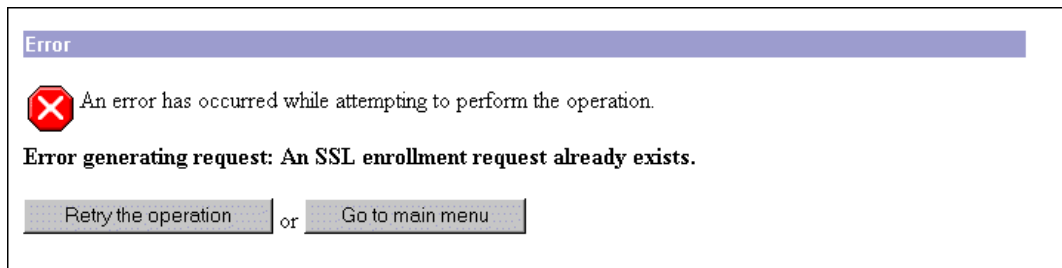 Error
An error has occurred while attempting to perform the operation.
Error generating request: An SSL enrollment request already exists.
Retry the operation or Go to main menu